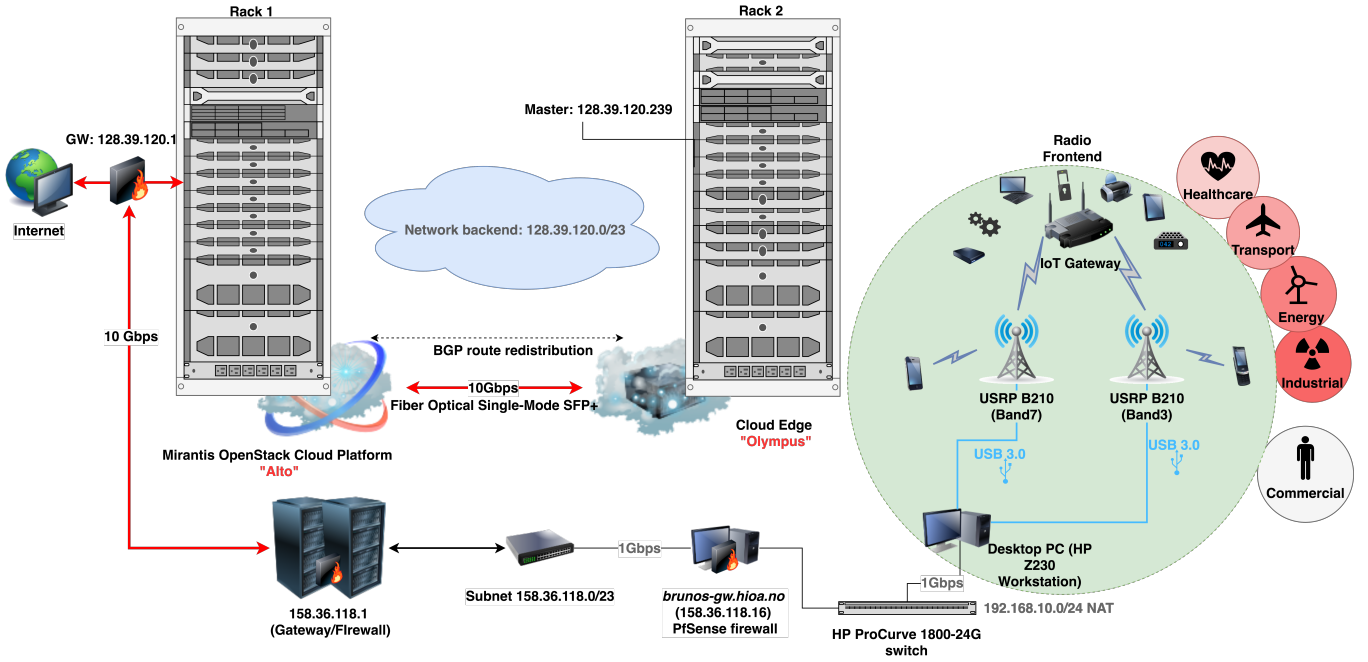 Rack 1
Rack 2
Master: 128.39.120.239
GW: 128.39.120.1
Internet
Network backend: 128.39.120.0/23
10 Gbps
BGP route redistribution
10Gbps
Fiber Optical Single-Mode SFP+
Mirantis OpenStack Cloud Platform
"Alto"
Cloud Edge
"Olympus"
Radio
Frontend
IoT Gateway
Healthcare
Transport
Energy
Industrial
Commercial
USRP B210
(Band7)
USRP B210
(Band3)
USB 3.0
USB 3.0
Desktop PC (HP
Z230
Workstation)
1Gbps
192.168.10.0/24 NAT
HP ProCurve 1800-24G
switch
158.36.118.1
(Gateway/FIrewall)
Subnet 158.36.118.0/23
1Gbps
brunos-gw.hioa.no
(158.36.118.16)
PfSense firewall